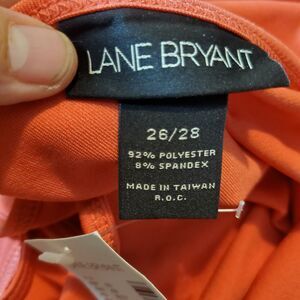 LANE BRYANT
26/28
92% POLYESTER
8% SPANDEX
MADE IN TAIWAN
R.O.C.